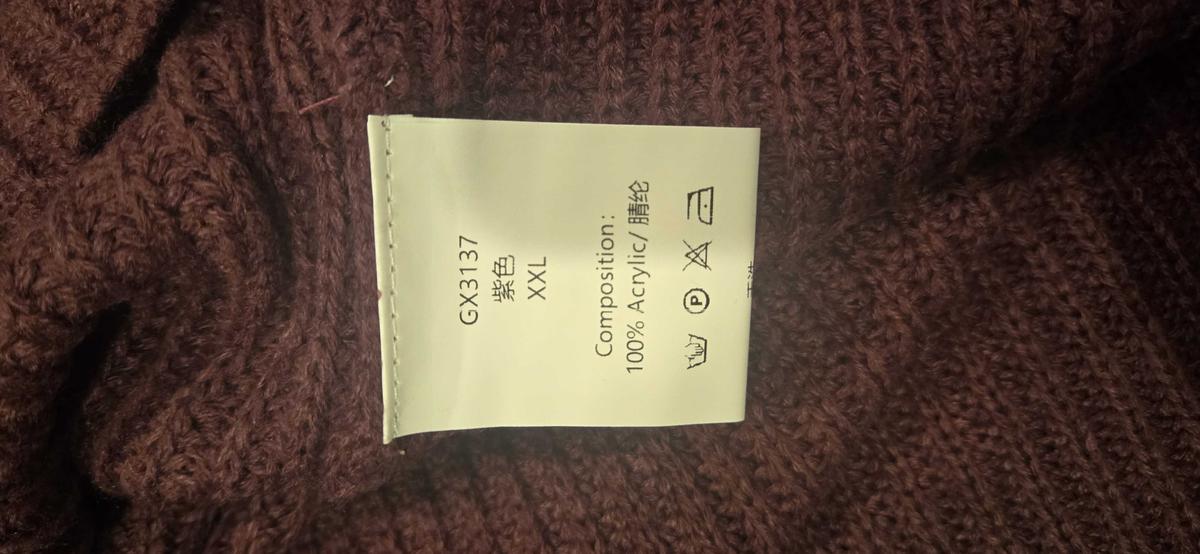 GX3137
紫色
XXL
Composition:
100% Acrylic/ 腈纶
P